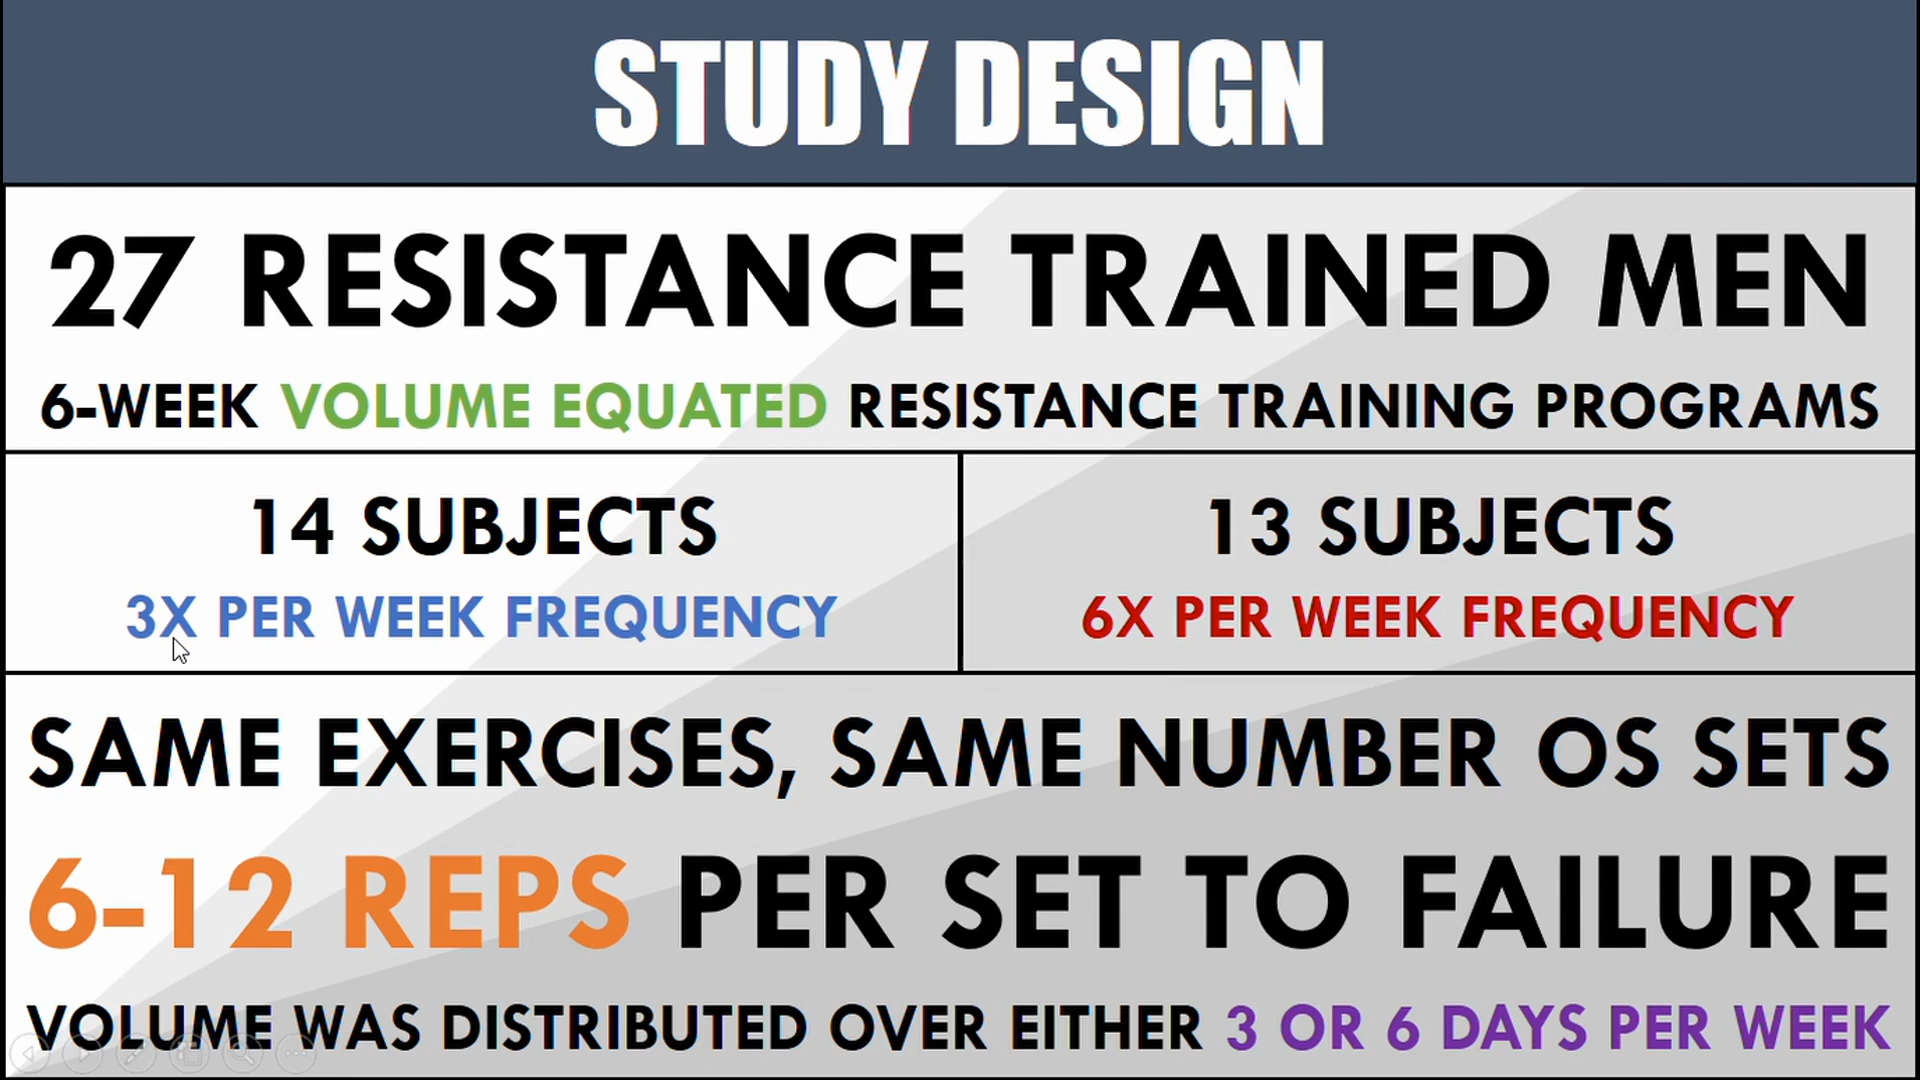 STUDY DESIGN
27 RESISTANCE TRAINED MEN
6-WEEK VOLUME EQUATED RESISTANCE TRAINING PROGRAMS
14 SUBJECTS
3X PER WEEK FREQUENCY
13 SUBJECTS
6X PER WEEK FREQUENCY
SAME EXERCISES, SAME NUMBER OS SETS
6-12 REPS PER SET TO FAILURE
VOLUME WAS DISTRIBUTED OVER EITHER 3 OR 6 DAYS PER WEEK